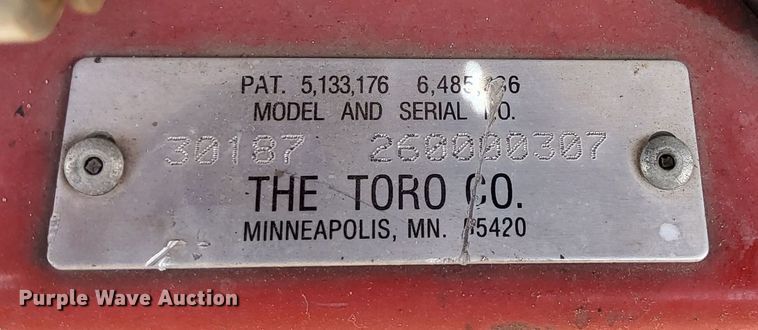 PAT. 5,133,176
MODEL AND SERIAL NO.
30187 260000307
THE TORO CO.
MINNEAPOLIS, MN. 55420
Purple Wave Auction